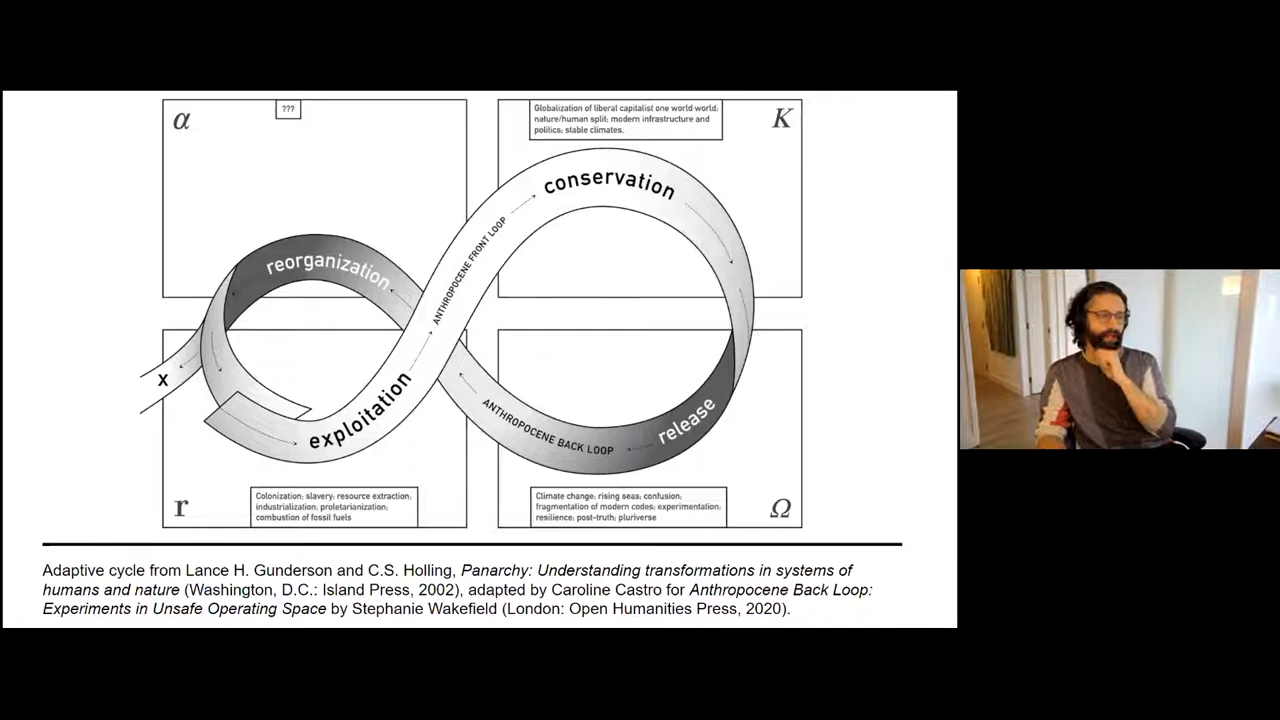 α
???
Globalization of liberal capitalist one world world;
nature/human split; modern infrastructure and
politics; stable climates.
K
conservation
reorganization
ANTHROPOCENE FRONT LOOP
x
exploitation
ANTHROPOCENE BACK LOOP
release
r
Colonization; slavery; resource extraction;
industrialization; proletarianization;
combustion of fossil fuels
Climate change; rising seas; confusion;
fragmentation of modern codes; experimentation;
resilience; post-truth; pluriverse
Ω
Adaptive cycle from Lance H. Gunderson and C.S. Holling, Panarchy: Understanding transformations in systems of
humans and nature (Washington, D.C.: Island Press, 2002), adapted by Caroline Castro for Anthropocene Back Loop:
Experiments in Unsafe Operating Space by Stephanie Wakefield (London: Open Humanities Press, 2020).